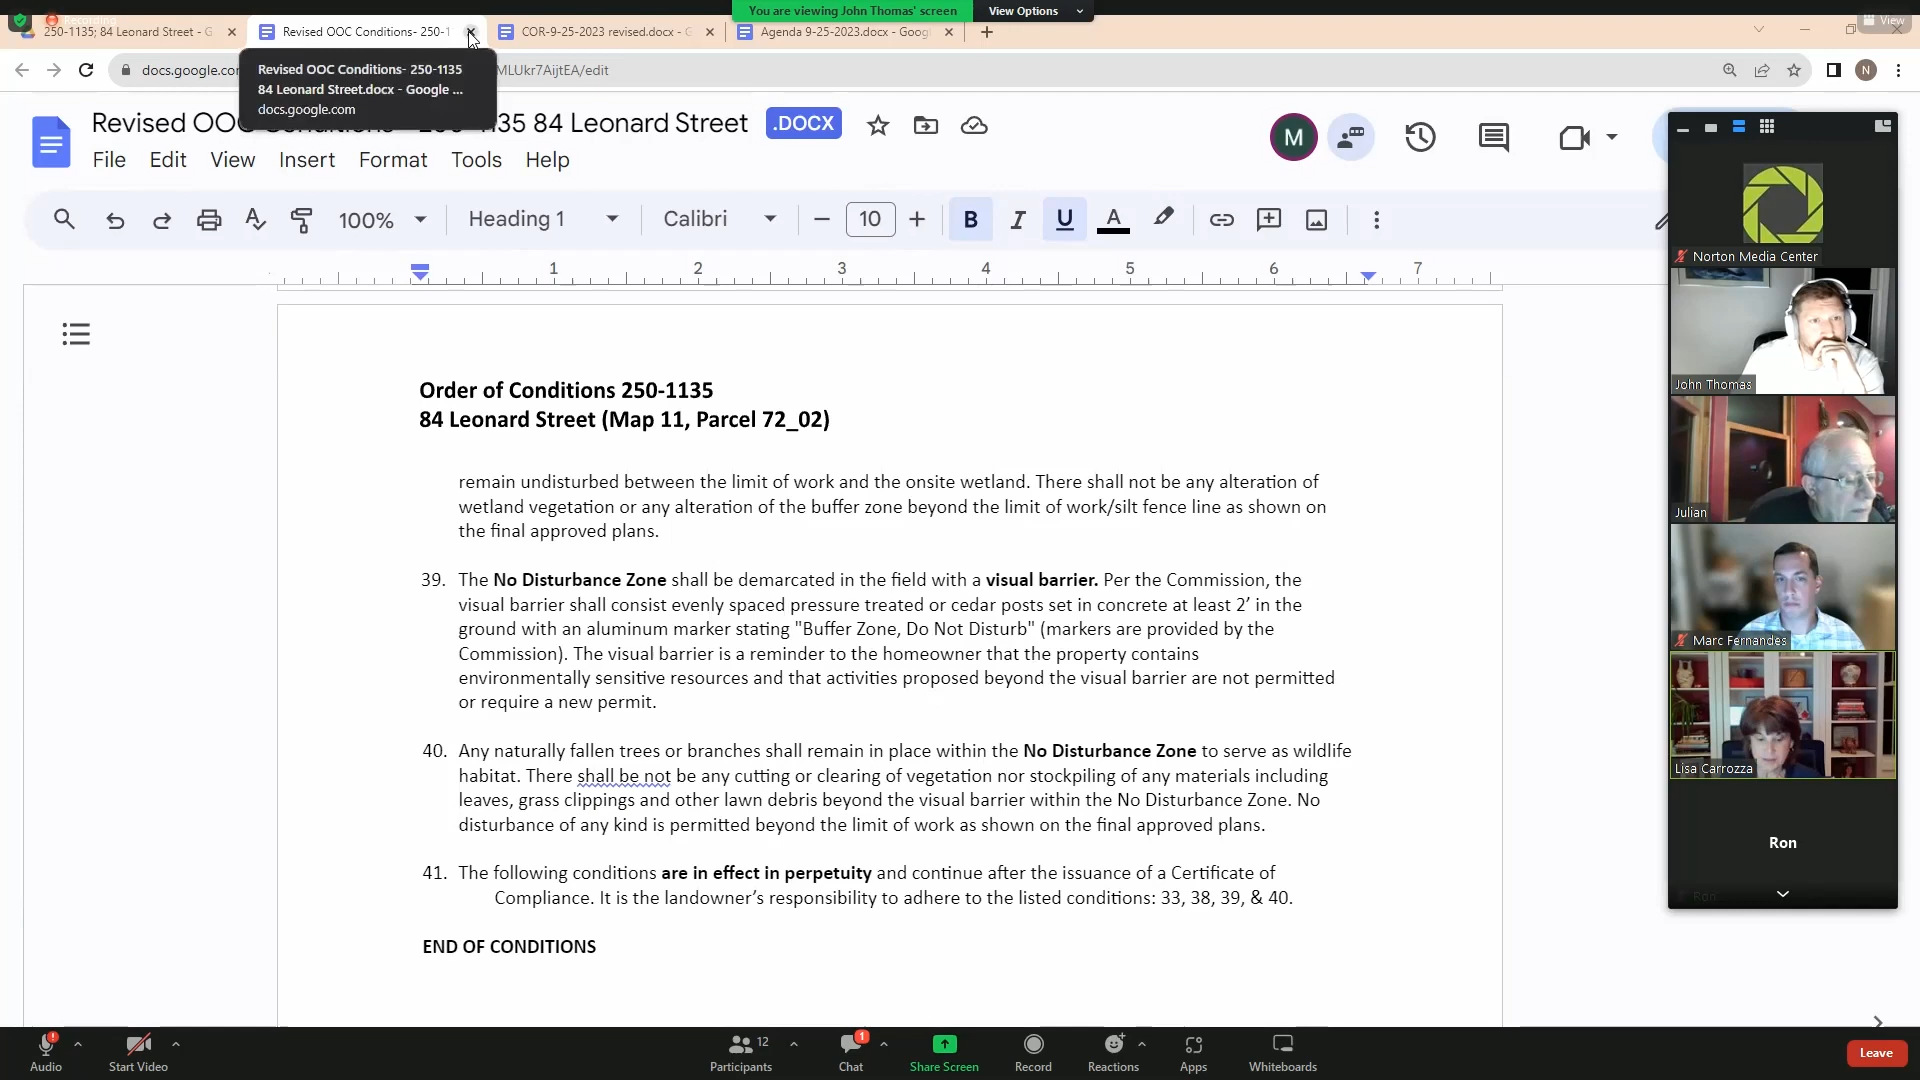 Recording
You are viewing John Thomas' screen
View Options
View
250-1135; 84 Leonard Street - G
Revised OOC Conditions- 250-1
COR-9-25-2023 revised.docx - G
Agenda 9-25-2023.docx - Googl
docs.google.com
MLUkr7AijtEA/edit
N
Revised OOC Conditions- 250-1135
84 Leonard Street.docx - Google ...
docs.google.com
Revised OOC Conditions- 250-1135 84 Leonard Street
.DOCX
M
File Edit View Insert Format Tools Help
100% Heading 1 Calibri 10 B I U A
1 2 3 4 5 6 7
Order of Conditions 250-1135
84 Leonard Street (Map 11, Parcel 72_02)
remain undisturbed between the limit of work and the onsite wetland. There shall not be any alteration of
wetland vegetation or any alteration of the buffer zone beyond the limit of work/silt fence line as shown on
the final approved plans.
39. The No Disturbance Zone shall be demarcated in the field with a visual barrier. Per the Commission, the
visual barrier shall consist evenly spaced pressure treated or cedar posts set in concrete at least 2’ in the
ground with an aluminum marker stating "Buffer Zone, Do Not Disturb" (markers are provided by the
Commission). The visual barrier is a reminder to the homeowner that the property contains
environmentally sensitive resources and that activities proposed beyond the visual barrier are not permitted
or require a new permit.
40. Any naturally fallen trees or branches shall remain in place within the No Disturbance Zone to serve as wildlife
habitat. There shall be not be any cutting or clearing of vegetation nor stockpiling of any materials including
leaves, grass clippings and other lawn debris beyond the visual barrier within the No Disturbance Zone. No
disturbance of any kind is permitted beyond the limit of work as shown on the final approved plans.
41. The following conditions are in effect in perpetuity and continue after the issuance of a Certificate of
Compliance. It is the landowner’s responsibility to adhere to the listed conditions: 33, 38, 39, & 40.
END OF CONDITIONS
Norton Media Center
John Thomas
Julian
Marc Fernandes
Lisa Carrozza
Ron
Ron
Audio
Start Video
12
Participants
1
Chat
Share Screen
Record
Reactions
Apps
Whiteboards
Leave